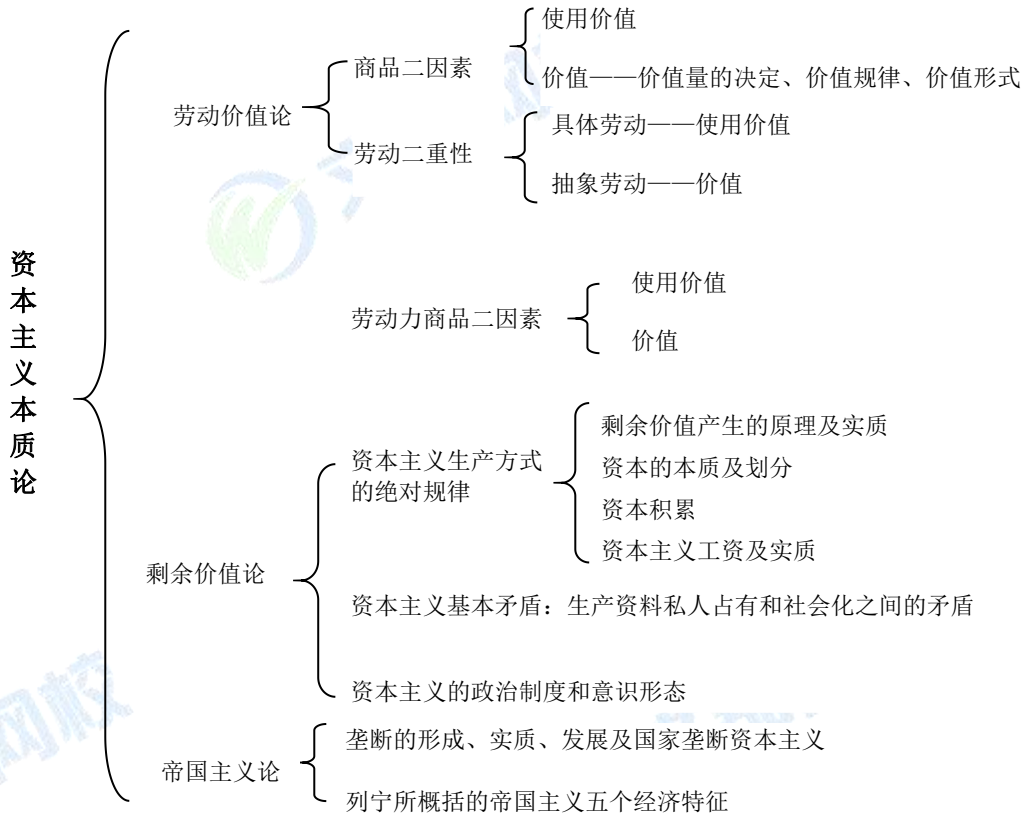 资本主义本质论
劳动价值论
商品二因素
使用价值
价值——价值量的决定、价值规律、价值形式
劳动二重性
具体劳动——使用价值
抽象劳动——价值
劳动力商品二因素
使用价值
价值
剩余价值论
资本主义生产方式
的绝对规律
剩余价值产生的原理及实质
资本的本质及划分
资本积累
资本主义工资及实质
资本主义基本矛盾：生产资料私人占有和社会化之间的矛盾
资本主义的政治制度和意识形态
帝国主义论
垄断的形成、实质、发展及国家垄断资本主义
列宁所概括的帝国主义五个经济特征
网校